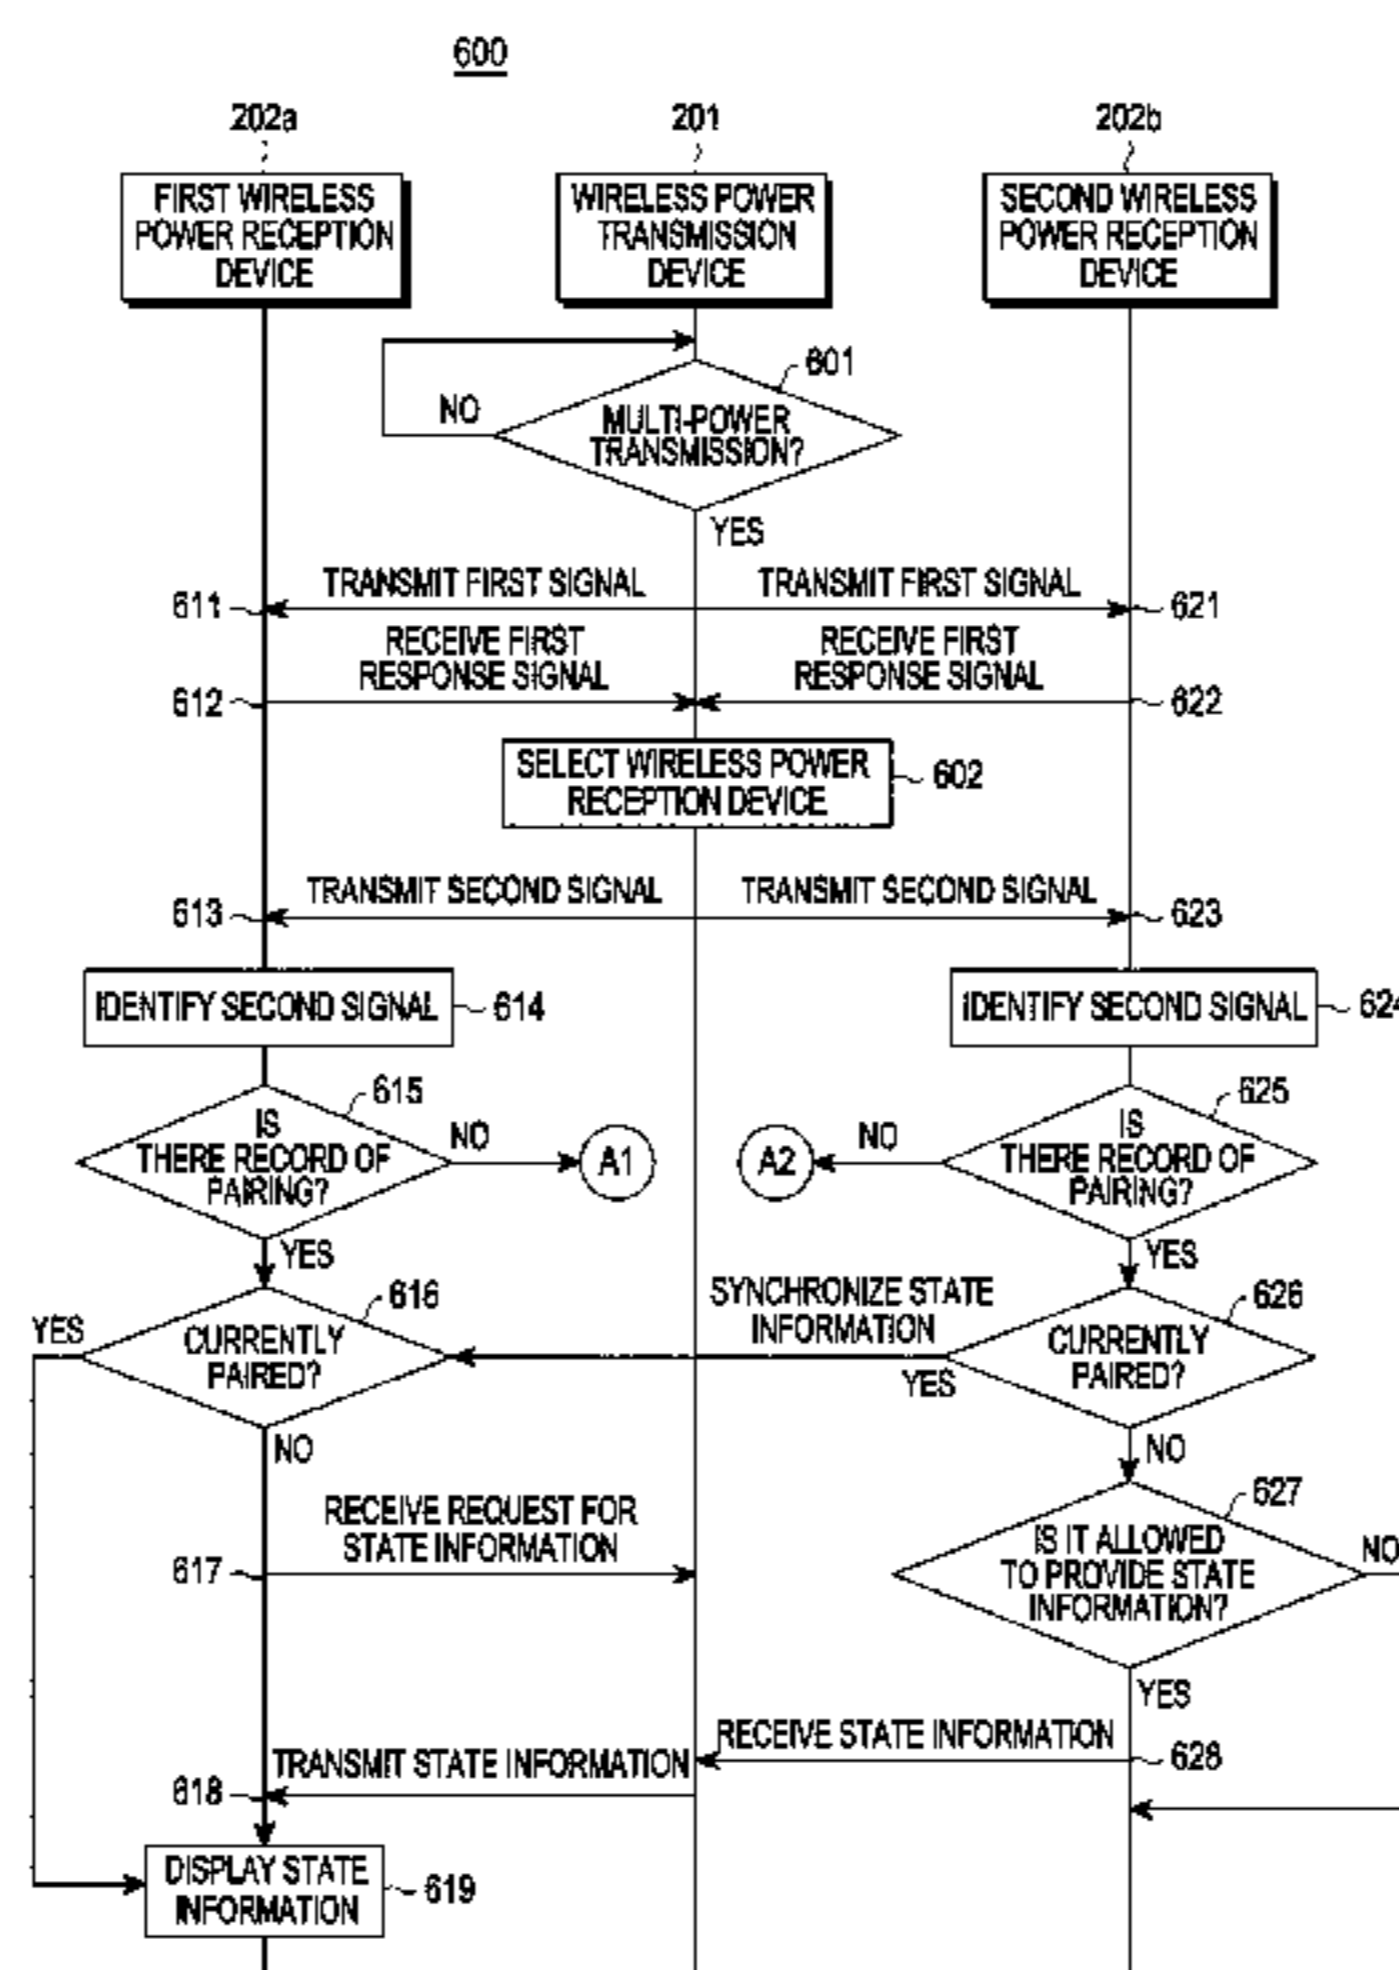 600
202a
201
202b
FIRST WIRELESS
POWER RECEPTION
DEVICE
WIRELESS POWER
TRANSMISSION
DEVICE
SECOND WIRELESS
POWER RECEPTION
DEVICE
601
NO
MULTI-POWER
TRANSMISSION?
YES
TRANSMIT FIRST SIGNAL
TRANSMIT FIRST SIGNAL
611
621
RECEIVE FIRST
RESPONSE SIGNAL
RECEIVE FIRST
RESPONSE SIGNAL
612
622
SELECT WIRELESS POWER
RECEPTION DEVICE
602
TRANSMIT SECOND SIGNAL
TRANSMIT SECOND SIGNAL
613
623
IDENTIFY SECOND SIGNAL
614
IDENTIFY SECOND SIGNAL
624
615
IS
THERE RECORD OF
PAIRING?
NO
A1
625
A2
NO
IS
THERE RECORD OF
PAIRING?
YES
YES
616
YES
CURRENTLY
PAIRED?
SYNCHRONIZE STATE
INFORMATION
YES
626
CURRENTLY
PAIRED?
NO
NO
RECEIVE REQUEST FOR
STATE INFORMATION
617
627
IS IT ALLOWED
TO PROVIDE STATE
INFORMATION?
NO
YES
RECEIVE STATE INFORMATION
628
TRANSMIT STATE INFORMATION
618
DISPLAY STATE
INFORMATION
619